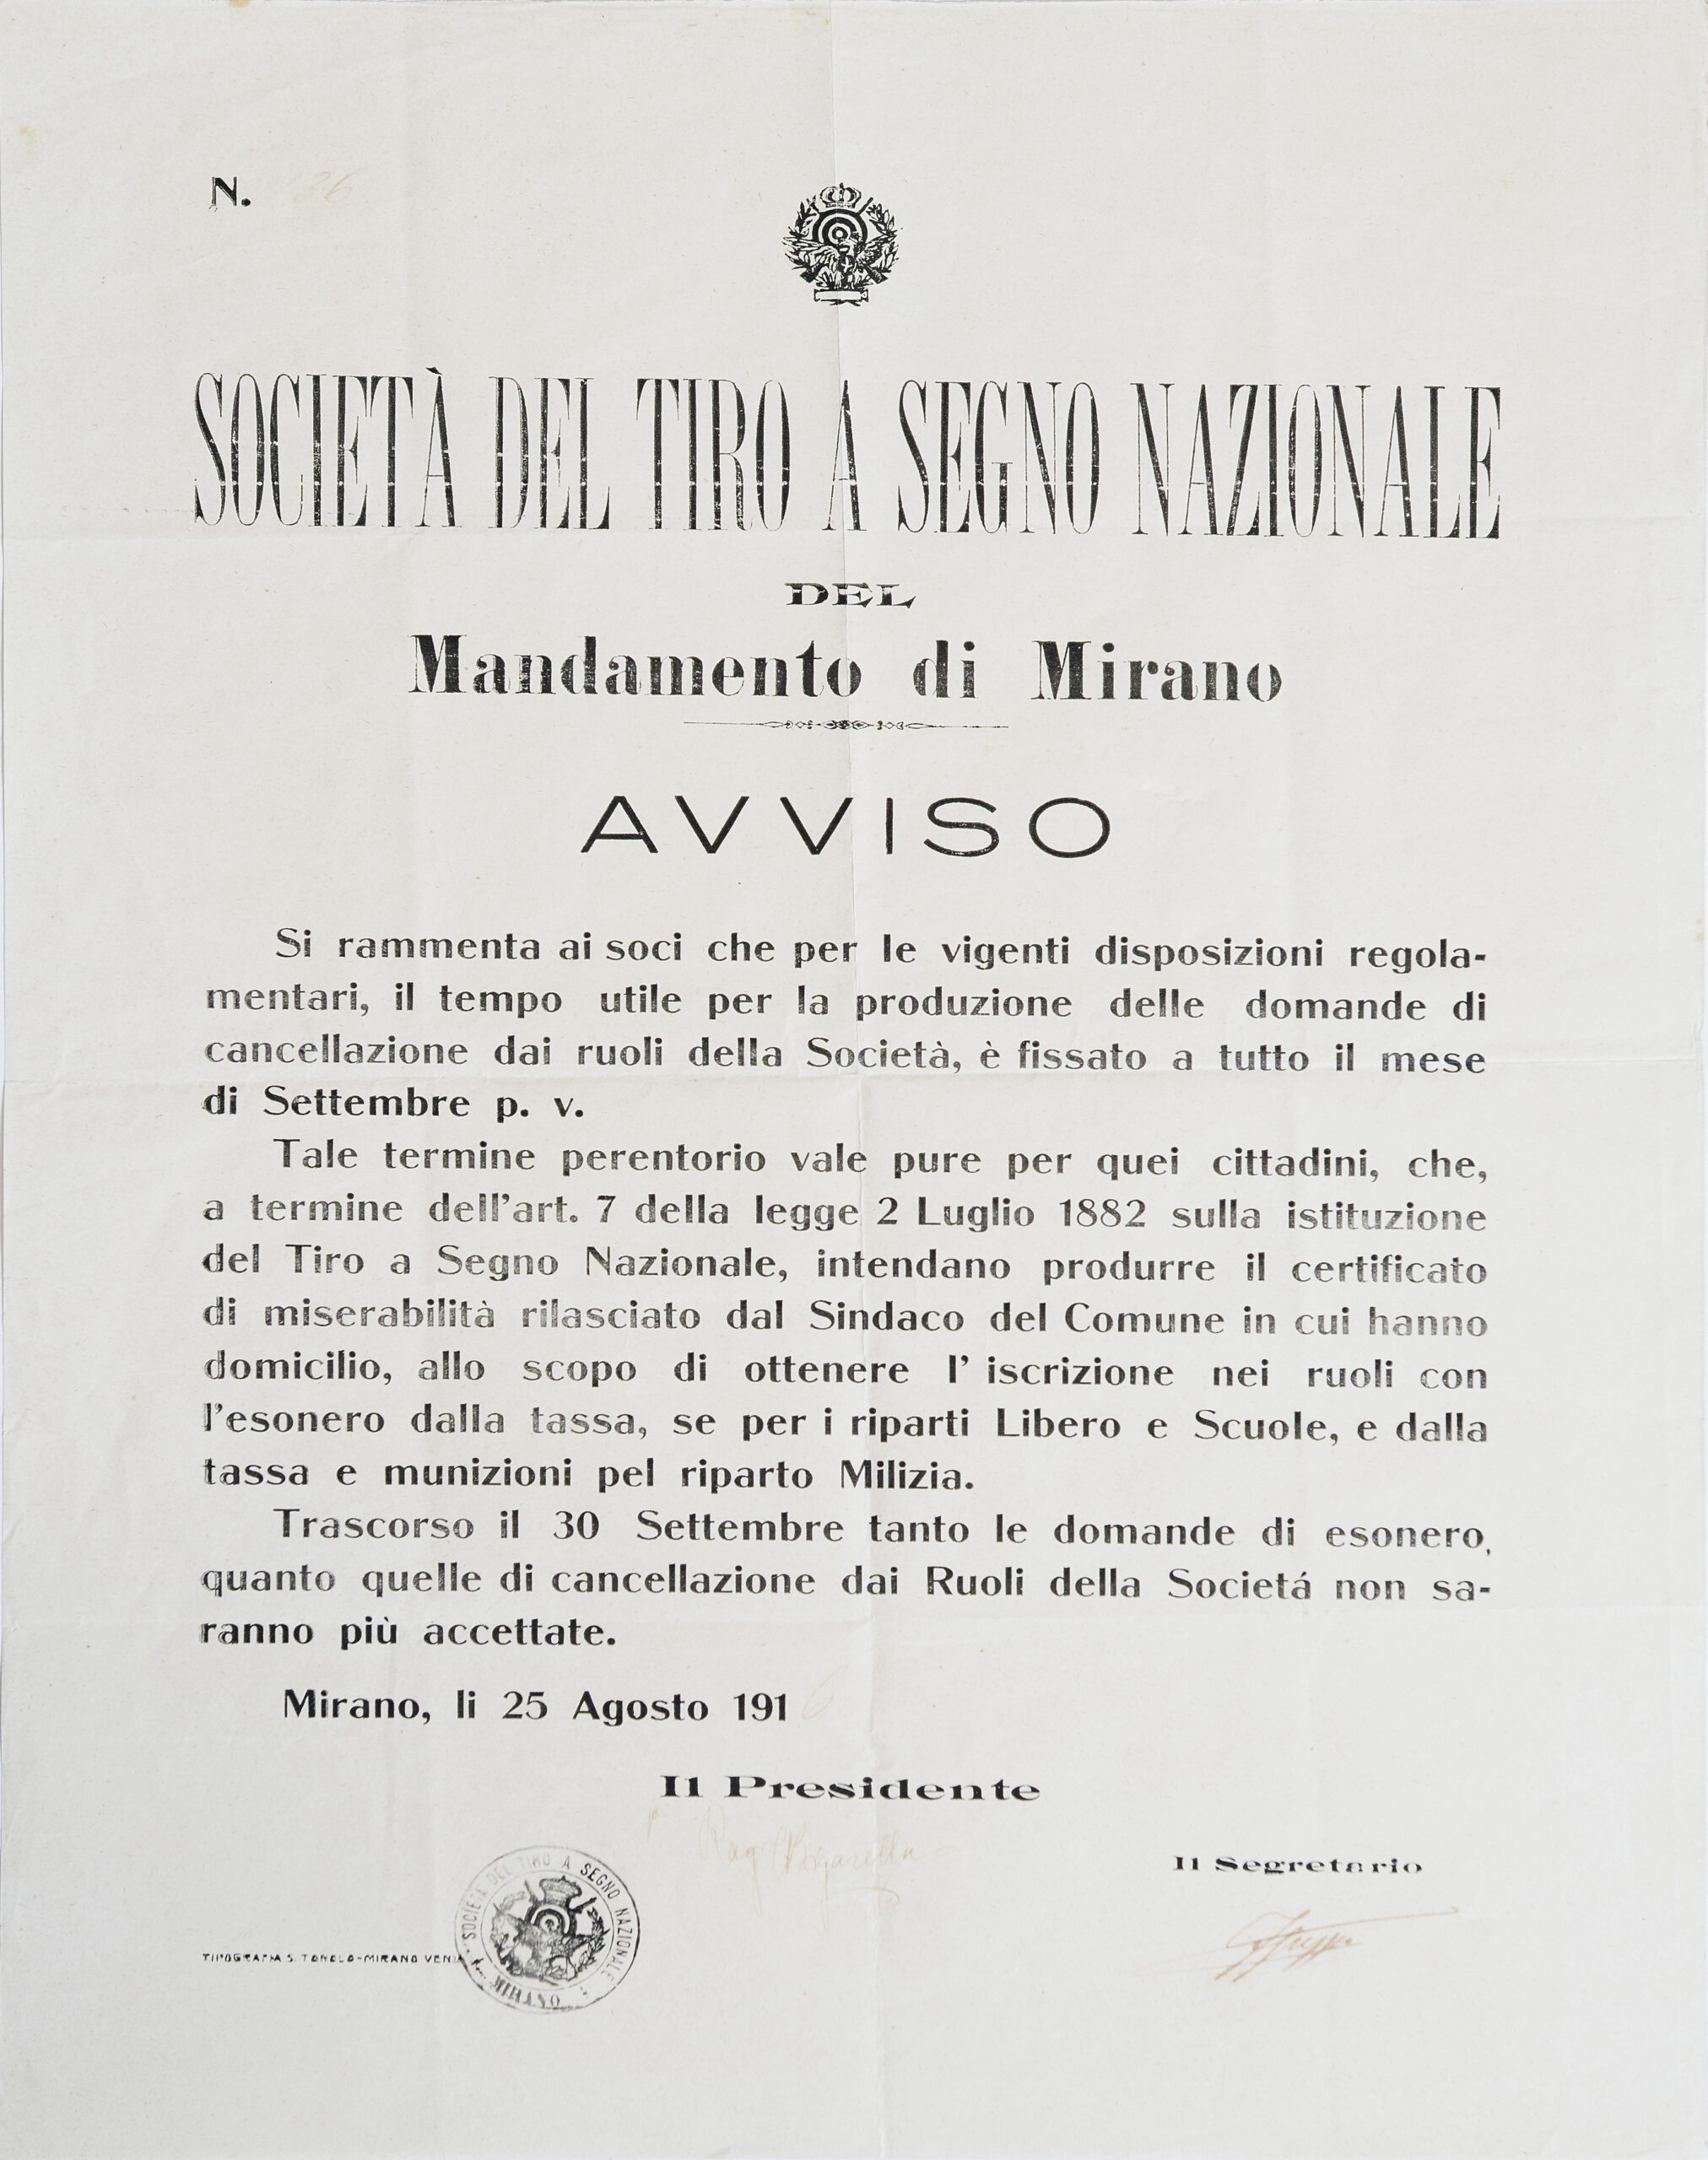 N. 26
SOCIETÀ DEL TIRO A SEGNO NAZIONALE
DEL
Mandamento di Mirano
AVVISO
Si rammenta ai soci che per le vigenti disposizioni regola-
mentari, il tempo utile per la produzione delle domande di
cancellazione dai ruoli della Società, è fissato a tutto il mese
di Settembre p. v.
Tale termine perentorio vale pure per quei cittadini, che,
a termine dell'art. 7 della legge 2 Luglio 1882 sulla istituzione
del Tiro a Segno Nazionale, intendano produrre il certificato
di miserabilità rilasciato dal Sindaco del Comune in cui hanno
domicilio, allo scopo di ottenere l' iscrizione nei ruoli con
l'esonero dalla tassa, se per i riparti Libero e Scuole, e dalla
tassa e munizioni pel riparto Milizia.
Trascorso il 30 Settembre tanto le domande di esonero,
quanto quelle di cancellazione dai Ruoli della Societá non sa-
ranno più accettate.
Mirano, li 25 Agosto 1916
Il Presidente
Rag
Il Segretario
SOCIETÀ DEL TIRO A SEGNO NAZIONALE
MIRANO
TIPOGRAFIA S. TONOLO-MIRANO VEN